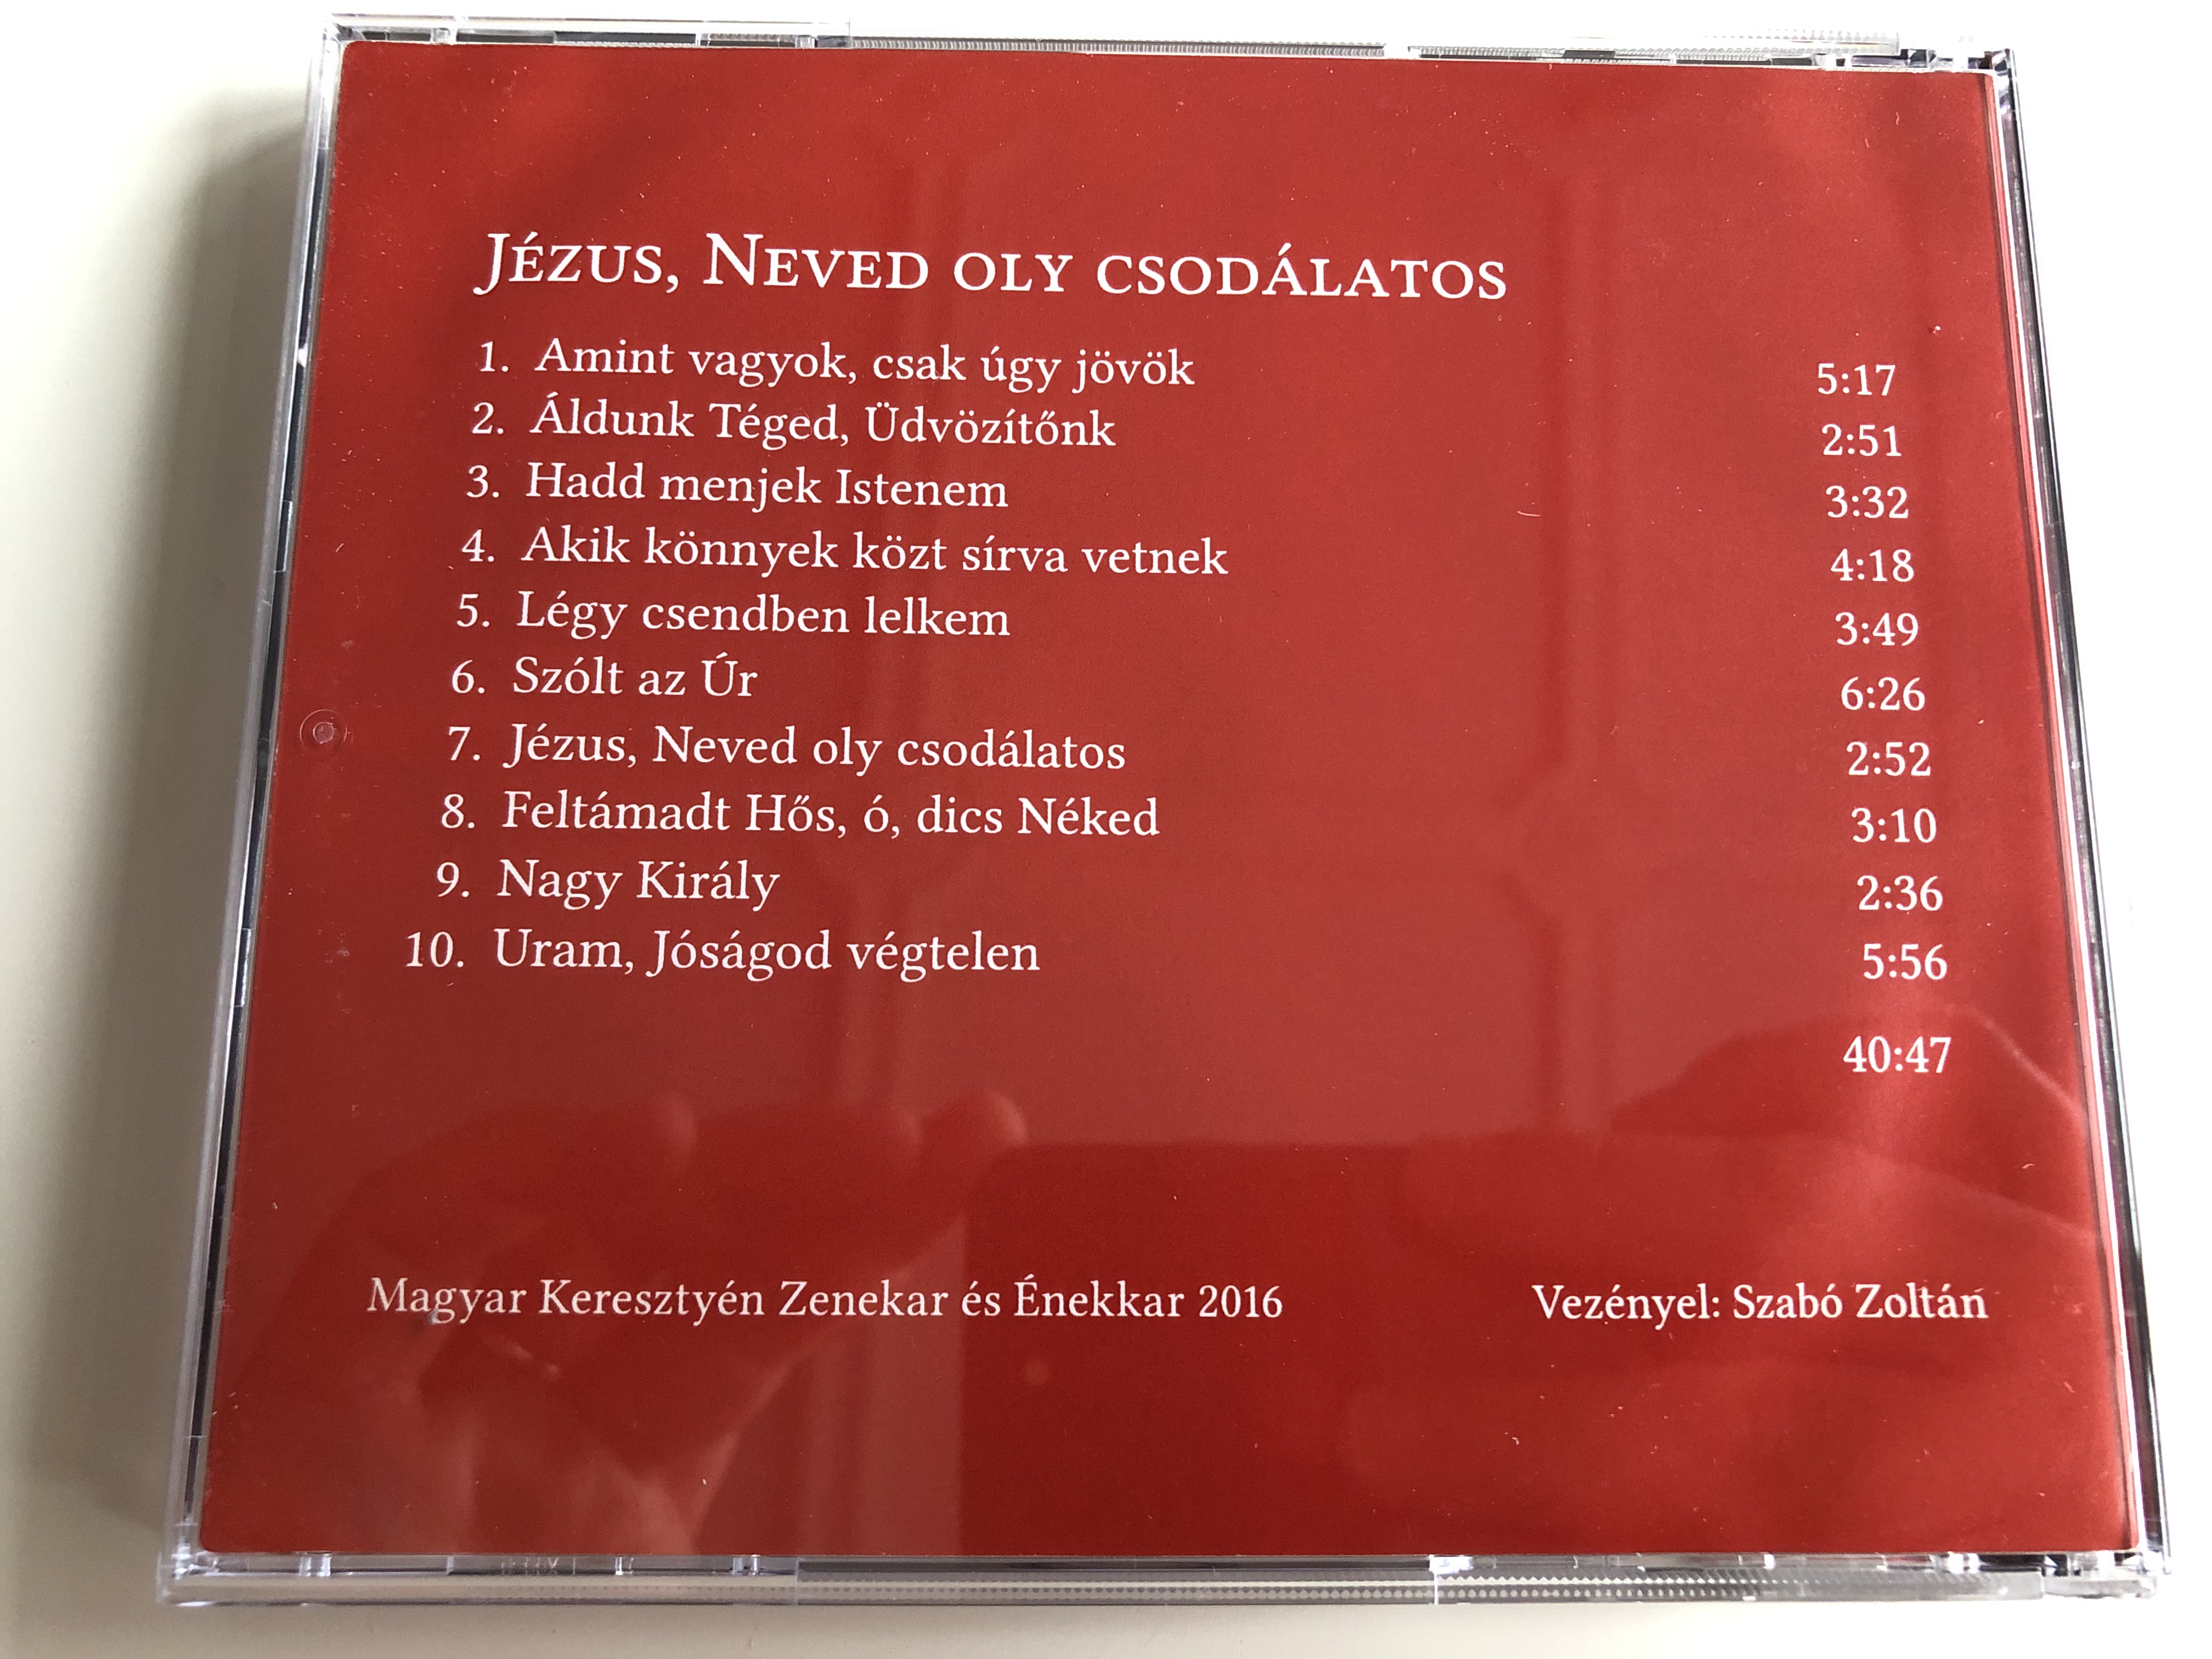 JÉZUS, NEVED OLY CSODÁLATOS
1. Amint vagyok, csak úgy jövök 5:17
2. Áldunk Téged, Üdvözítőnk 2:51
3. Hadd menjek Istenem 3:32
4. Akik könnyek közt sírva vetnek 4:18
5. Légy csendben lelkem 3:49
6. Szólt az Úr 6:26
7. Jézus, Neved oly csodálatos 2:52
8. Feltámadt Hős, ó, dics Néked 3:10
9. Nagy Király 2:36
10. Uram, Jóságod végtelen 5:56
40:47
Magyar Keresztyén Zenekar és Énekkar 2016 Vezényel: Szabó Zoltán